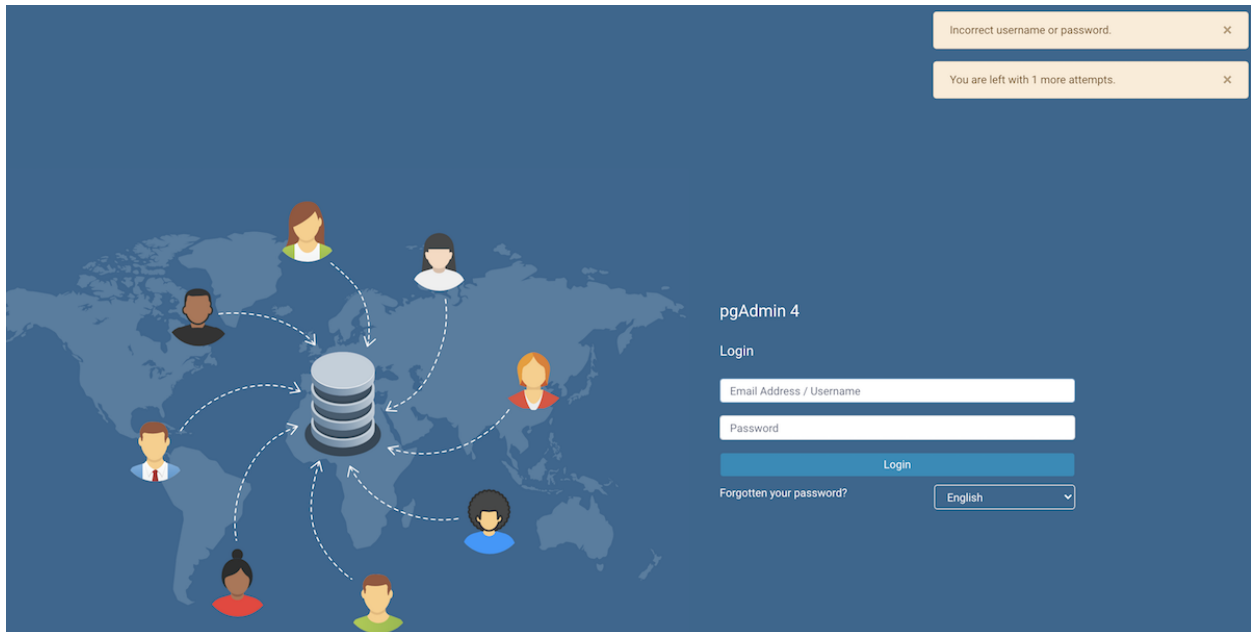 Incorrect username or password.
×
You are left with 1 more attempts.
×
pgAdmin 4
Login
Email Address / Username
Password
Login
Forgotten your password?
English